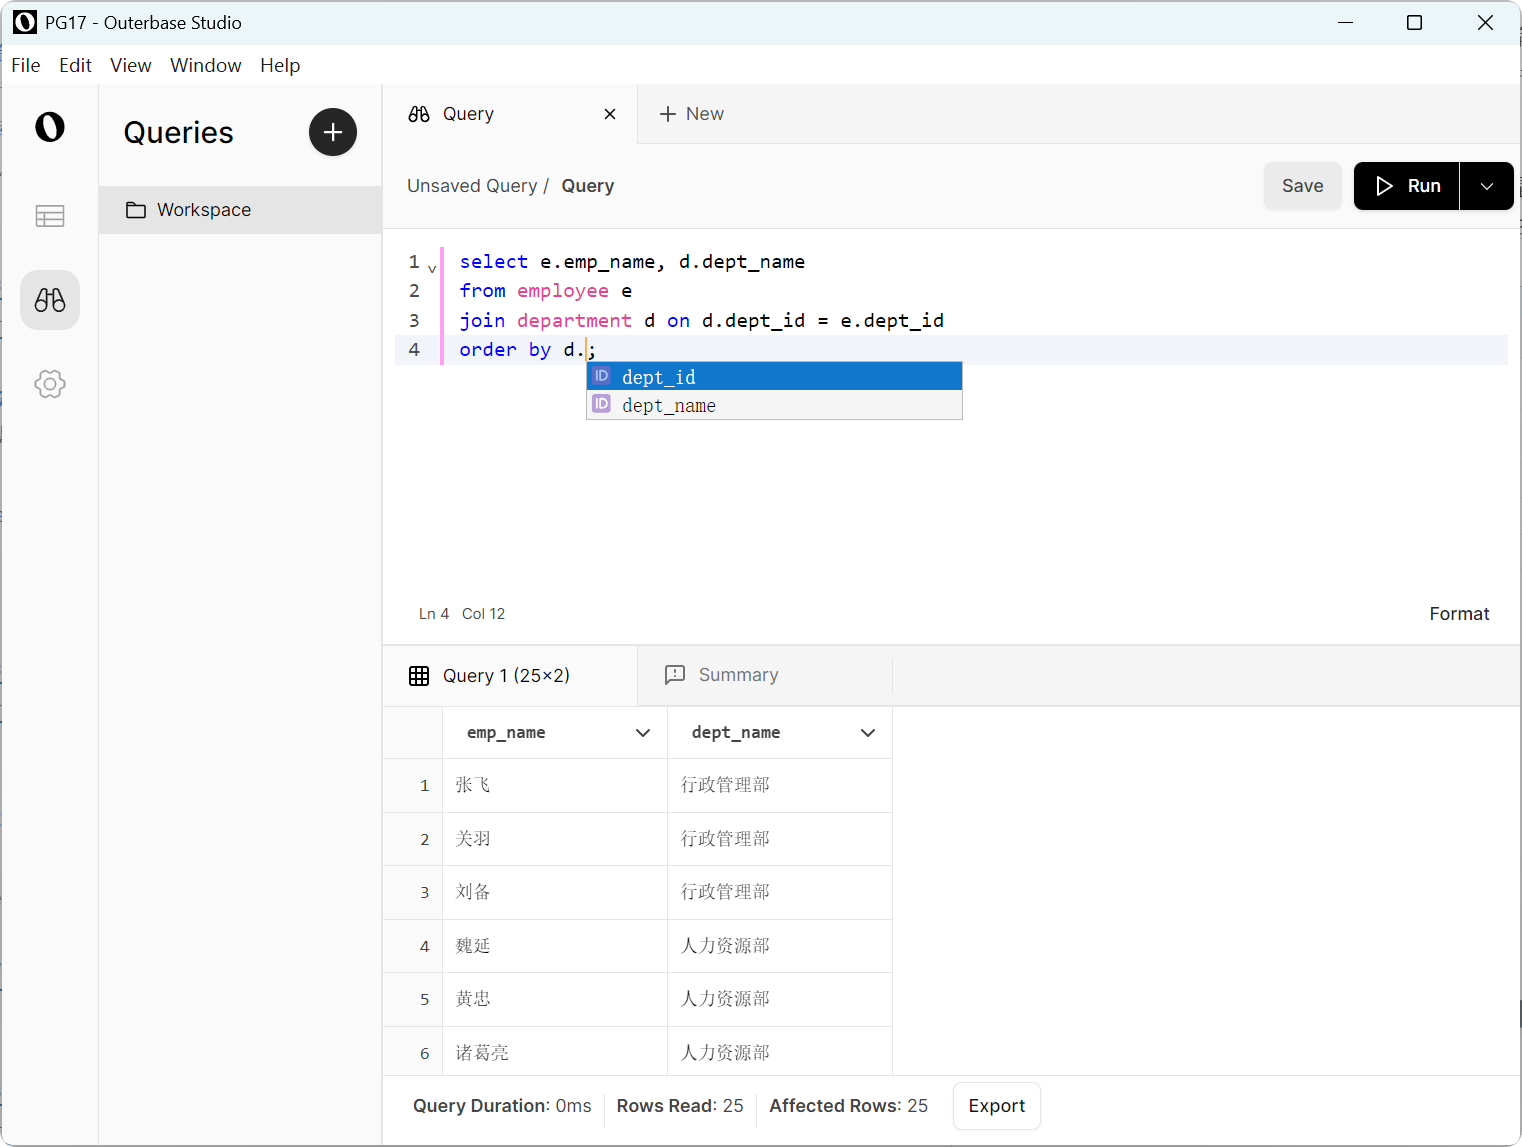 PG17 - Outerbase Studio
File Edit View Window Help
Queries
Workspace
Query
New
Unsaved Query / Query
Save
Run
1 select e.emp_name, d.dept_name
2 from employee e
3 join department d on d.dept_id = e.dept_id
4 order by d.;
ID dept_id
ID dept_name
Ln 4 Col 12
Format
Query 1 (25×2)
Summary
emp_name dept_name
1 张飞 行政管理部
2 关羽 行政管理部
3 刘备 行政管理部
4 魏延 人力资源部
5 黄忠 人力资源部
6 诸葛亮 人力资源部
Query Duration: 0ms Rows Read: 25 Affected Rows: 25 Export